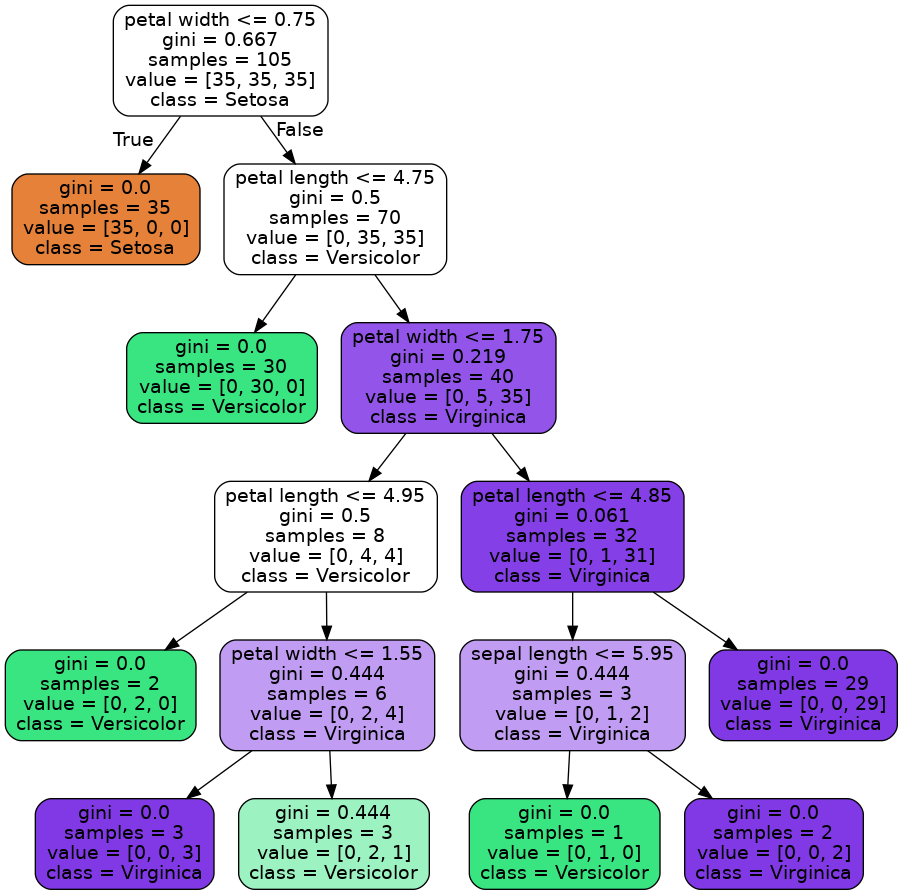 petal width <= 0.75
gini = 0.667
samples = 105
value = [35, 35, 35]
class = Setosa
True
False
gini = 0.0
samples = 35
value = [35, 0, 0]
class = Setosa
petal length <= 4.75
gini = 0.5
samples = 70
value = [0, 35, 35]
class = Versicolor
gini = 0.0
samples = 30
value = [0, 30, 0]
class = Versicolor
petal width <= 1.75
gini = 0.219
samples = 40
value = [0, 5, 35]
class = Virginica
petal length <= 4.95
gini = 0.5
samples = 8
value = [0, 4, 4]
class = Versicolor
petal length <= 4.85
gini = 0.061
samples = 32
value = [0, 1, 31]
class = Virginica
gini = 0.0
samples = 2
value = [0, 2, 0]
class = Versicolor
petal width <= 1.55
gini = 0.444
samples = 6
value = [0, 2, 4]
class = Virginica
sepal length <= 5.95
gini = 0.444
samples = 3
value = [0, 1, 2]
class = Virginica
gini = 0.0
samples = 29
value = [0, 0, 29]
class = Virginica
gini = 0.0
samples = 3
value = [0, 0, 3]
class = Virginica
gini = 0.444
samples = 3
value = [0, 2, 1]
class = Versicolor
gini = 0.0
samples = 1
value = [0, 1, 0]
class = Versicolor
gini = 0.0
samples = 2
value = [0, 0, 2]
class = Virginica